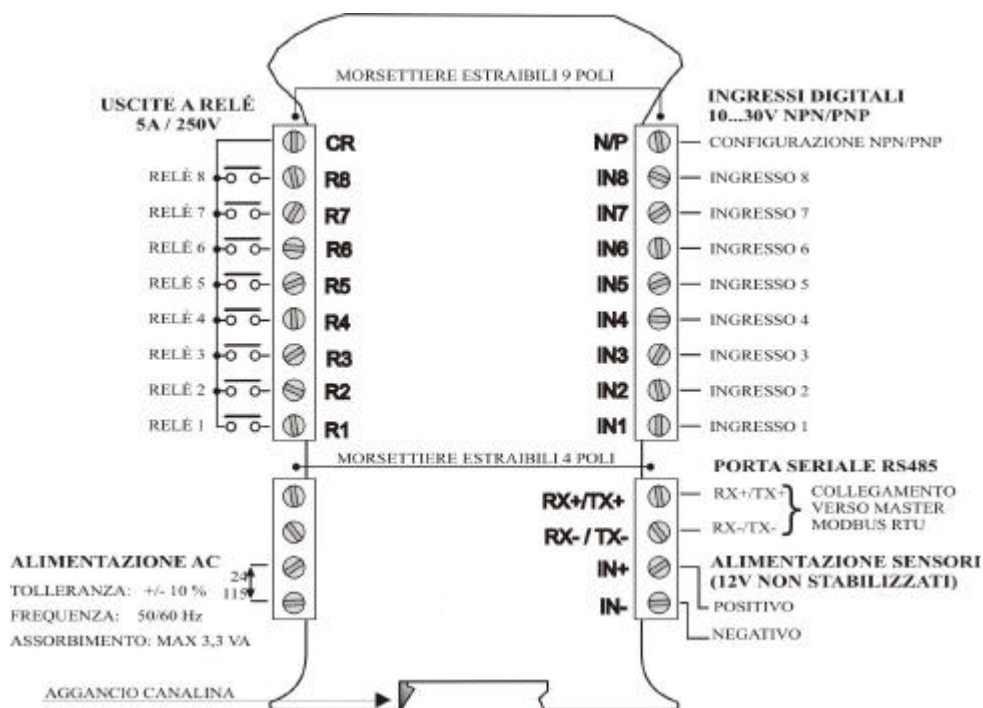 MORSETTIERE ESTRAIBILI 9 POLI
USCITE A RELÉ
5A / 250V
INGRESSI DIGITALI
10...30V NPN/PNP
CR
N/P
CONFIGURAZIONE NPN/PNP
RELÈ 8
R8
IN8
INGRESSO 8
RELÈ 7
R7
IN7
INGRESSO 7
RELÈ 6
R6
IN6
INGRESSO 6
RELÈ 5
R5
IN5
INGRESSO 5
RELÈ 4
R4
IN4
INGRESSO 4
RELÈ 3
R3
IN3
INGRESSO 3
RELÈ 2
R2
IN2
INGRESSO 2
RELÈ 1
R1
IN1
INGRESSO 1
MORSETTIERE ESTRAIBILI 4 POLI
PORTA SERIALE RS485
RX+/TX+
RX+/TX+
RX- / TX-
RX-/TX-
COLLEGAMENTO
VERSO MASTER
MODBUS RTU
ALIMENTAZIONE AC
24
115
TOLLERANZA: +/- 10 %
FREQUENZA: 50/60 Hz
ASSORBIMENTO: MAX 3,3 VA
IN+
ALIMENTAZIONE SENSORI
(12V NON STABILIZZATI)
POSITIVO
IN-
NEGATIVO
AGGANCIO CANALINA